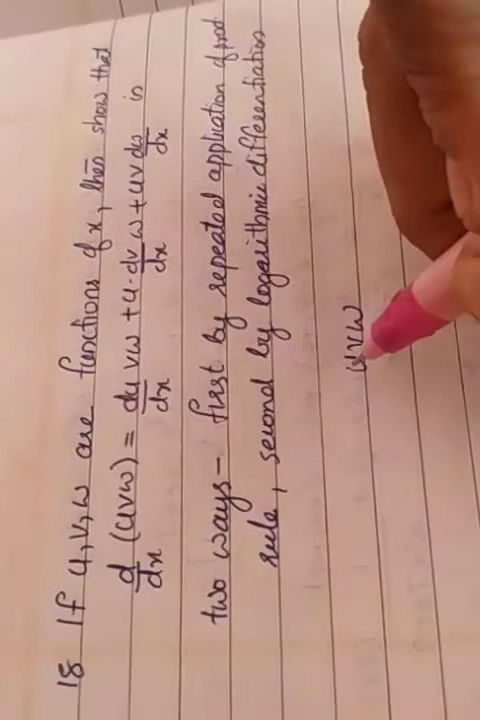 18 If u,v,w are functions of x, then show that
d/dx (uvw) = du/dx vw + u. dv/dx w + uv dw/dx in
two ways - first by repeated application of prod.
rule, second by logarithmic differentiation
uvw